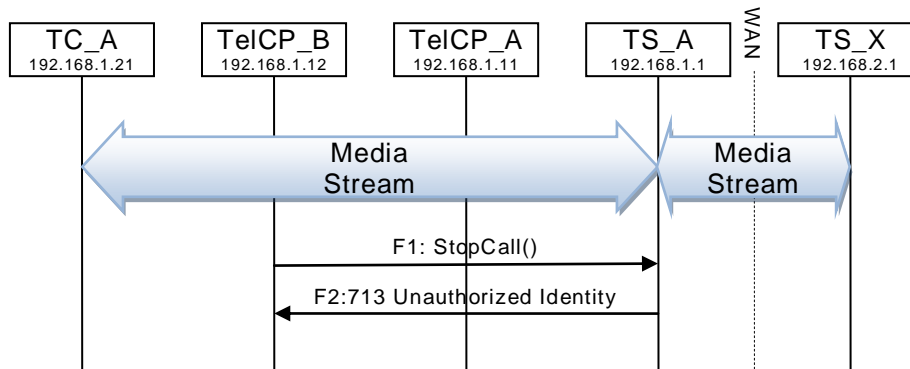 TC_A
192.168.1.21
TelCP_B
192.168.1.12
TelCP_A
192.168.1.11
TS_A
192.168.1.1
WAN
TS_X
192.168.2.1
Media
Stream
Media
Stream
F1: StopCall()
F2:713 Unauthorized Identity